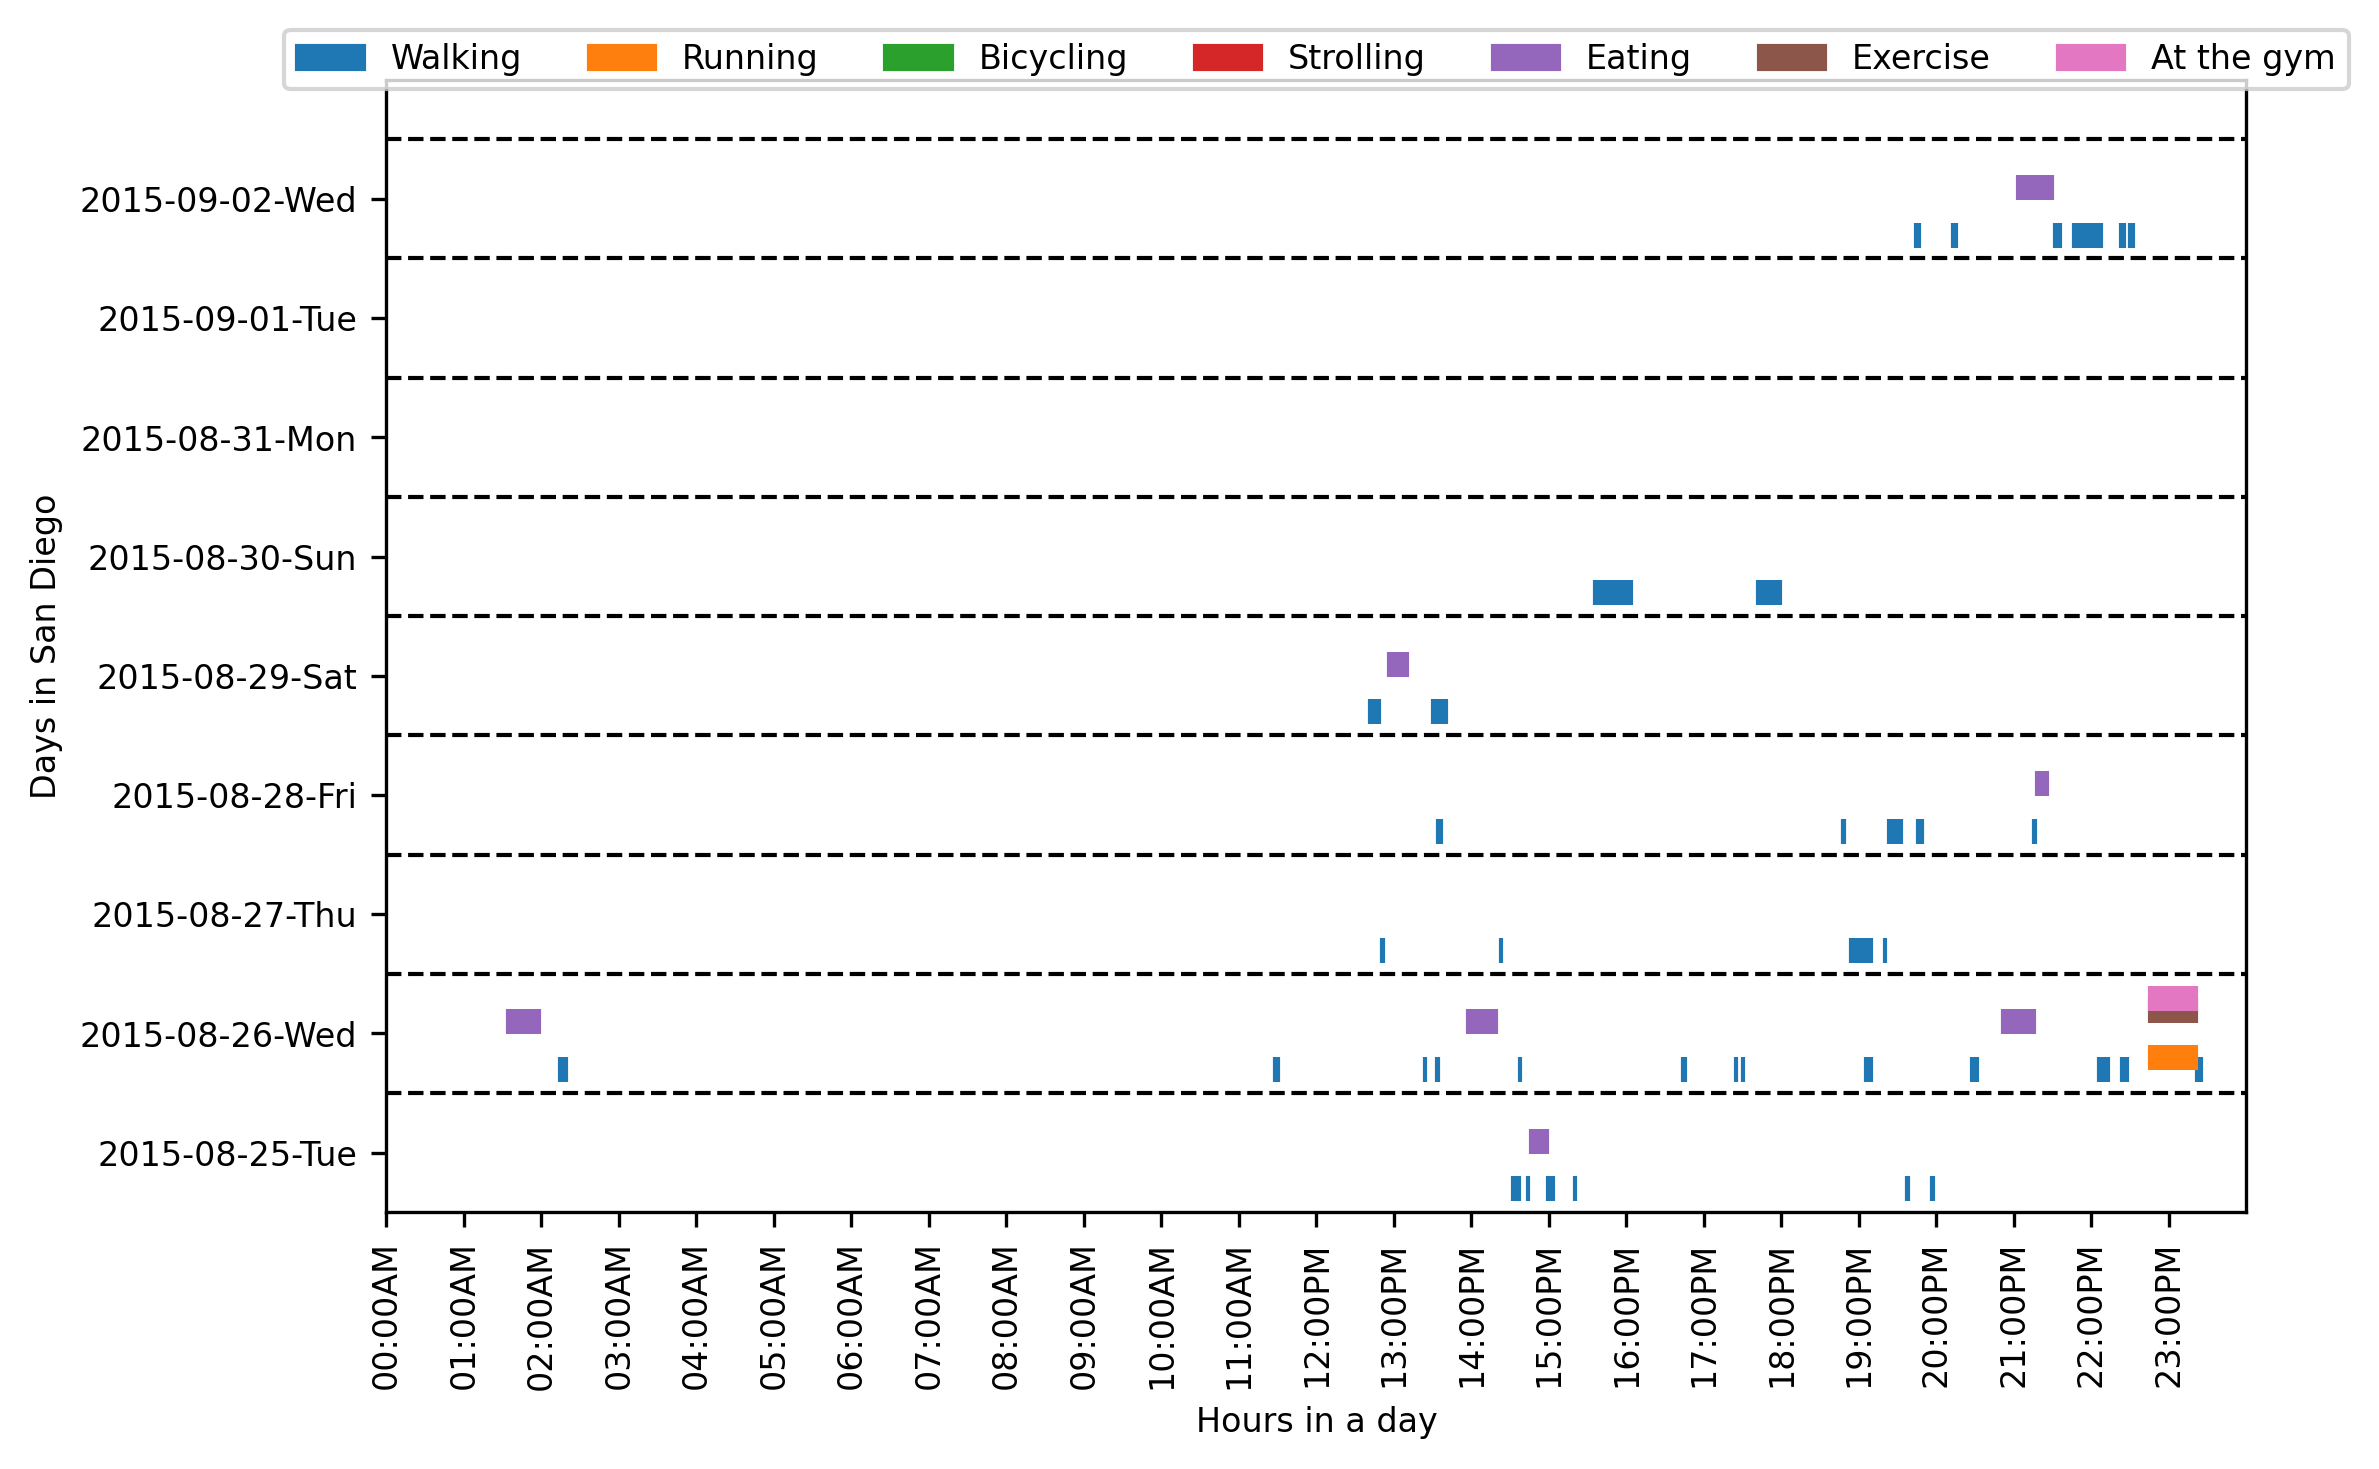 Walking Running Bicycling Strolling Eating Exercise At the gym
2015-09-02-Wed
2015-09-01-Tue
2015-08-31-Mon
2015-08-30-Sun
2015-08-29-Sat
2015-08-28-Fri
2015-08-27-Thu
2015-08-26-Wed
2015-08-25-Tue
Days in San Diego
00:00AM
01:00AM
02:00AM
03:00AM
04:00AM
05:00AM
06:00AM
07:00AM
08:00AM
09:00AM
10:00AM
11:00AM
12:00PM
13:00PM
14:00PM
15:00PM
16:00PM
17:00PM
18:00PM
19:00PM
20:00PM
21:00PM
22:00PM
23:00PM
Hours in a day